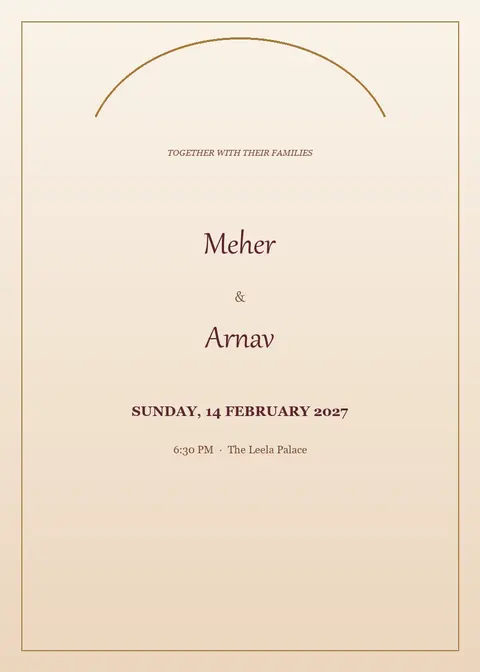 TOGETHER WITH THEIR FAMILIES
Meher
&
Arnav
SUNDAY, 14 FEBRUARY 2027
6:30 PM · The Leela Palace